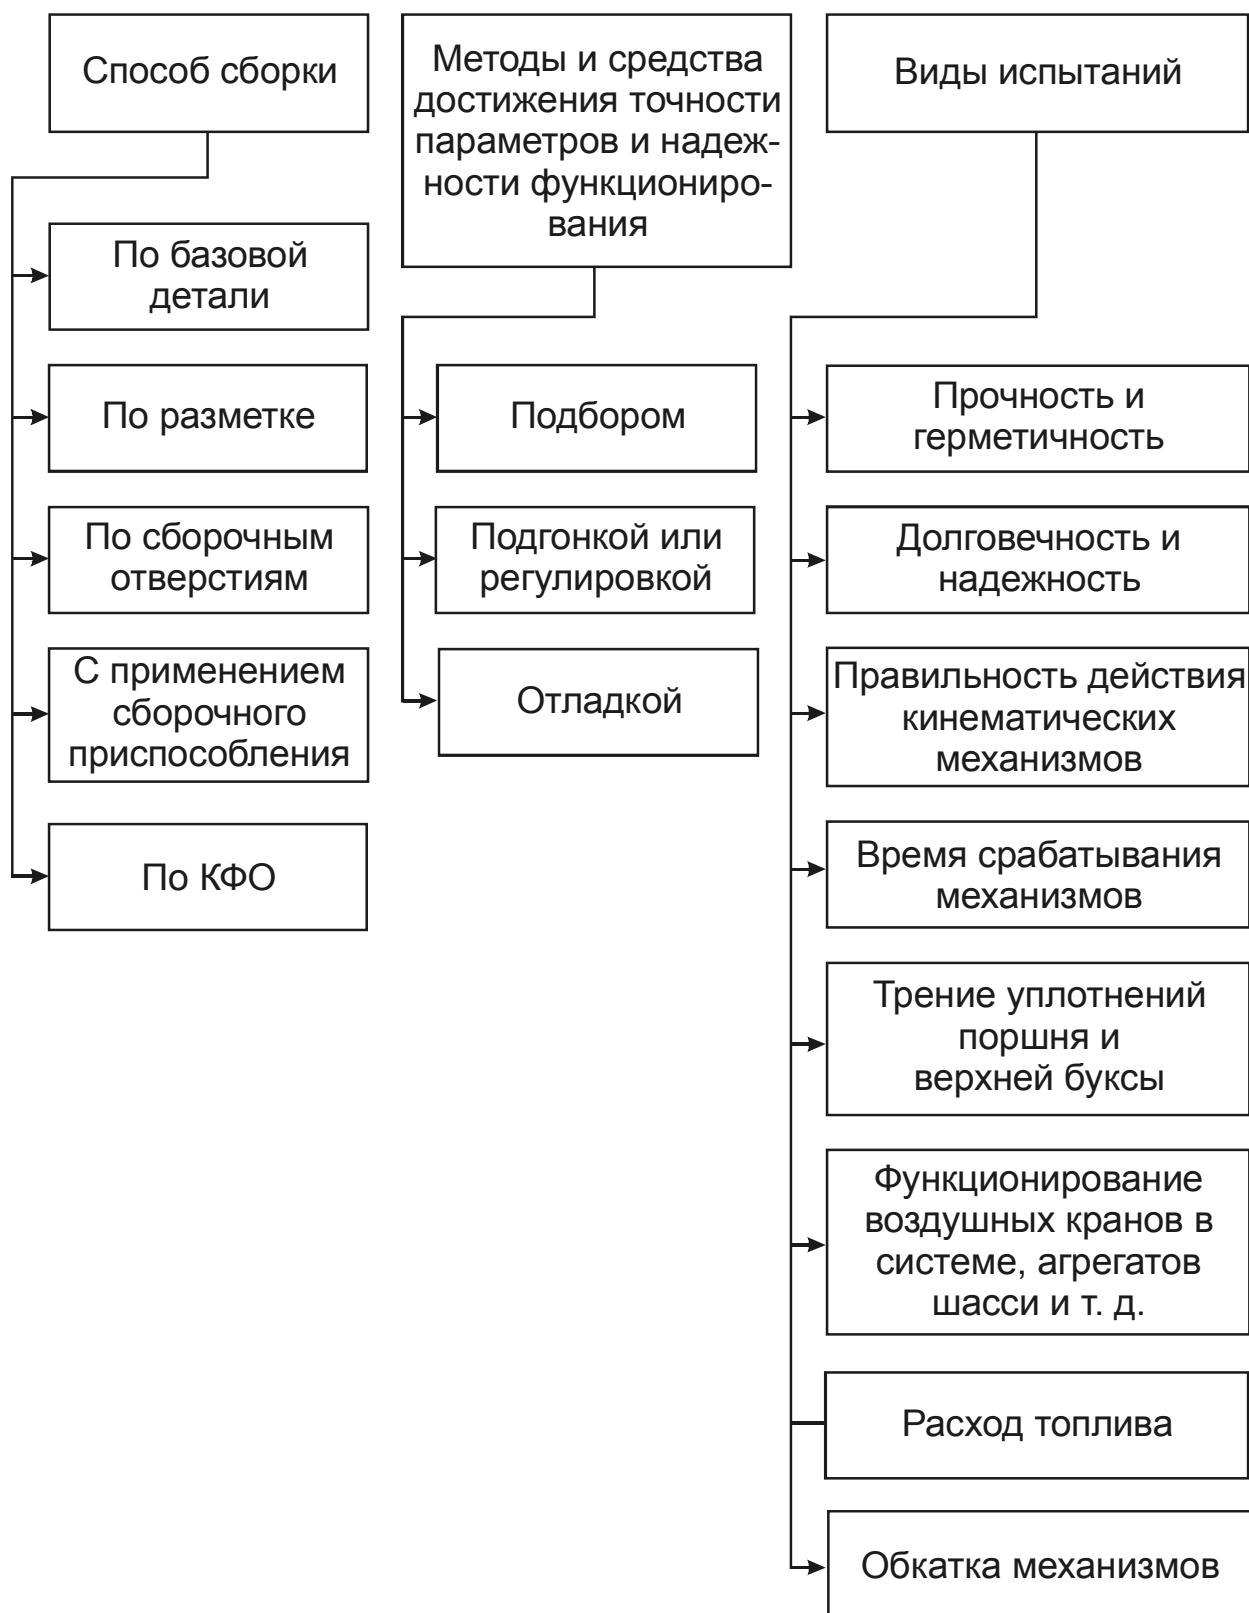 Способ сборки
По базовой
детали
По разметке
По сборочным
отверстиям
С применением
сборочного
приспособления
По КФО
Методы и средства
достижения точности
параметров и надеж-
ности функциониро-
вания
Подбором
Подгонкой или
регулировкой
Отладкой
Виды испытаний
Прочность и
герметичность
Долговечность и
надежность
Правильность действия
кинематических
механизмов
Время срабатывания
механизмов
Трение уплотнений
поршня и
верхней буксы
Функционирование
воздушных кранов в
системе, агрегатов
шасси и т. д.
Расход топлива
Обкатка механизмов